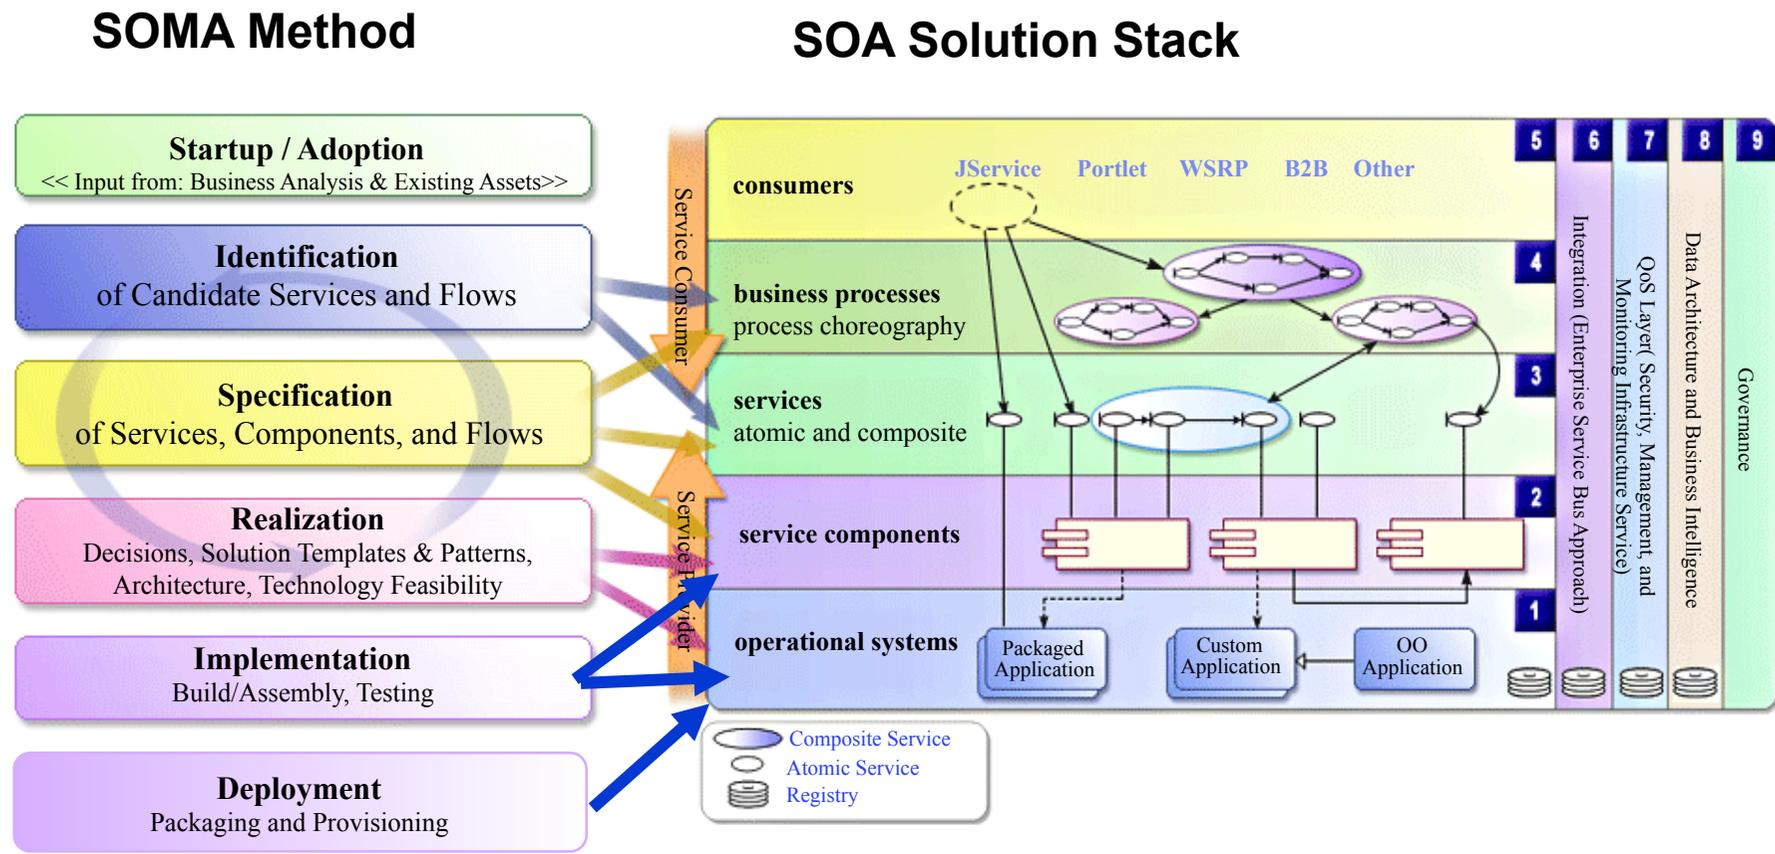 SOMA Method
SOA Solution Stack
Startup / Adoption
<< Input from: Business Analysis & Existing Assets>>
Identification
of Candidate Services and Flows
Specification
of Services, Components, and Flows
Realization
Decisions, Solution Templates & Patterns,
Architecture, Technology Feasibility
Implementation
Build/Assembly, Testing
Deployment
Packaging and Provisioning
Service Consumer
Service Provider
consumers
JService
Portlet
WSRP
B2B
Other
5
business processes
process choreography
4
services
atomic and composite
3
service components
2
operational systems
1
Packaged
Application
Custom
Application
OO
Application
6
Integration (Enterprise Service Bus Approach)
7
QoS Layer( Security, Management, and
Monitoring Infrastructure Service)
8
Data Architecture and Business Intelligence
9
Governance
Composite Service
Atomic Service
Registry